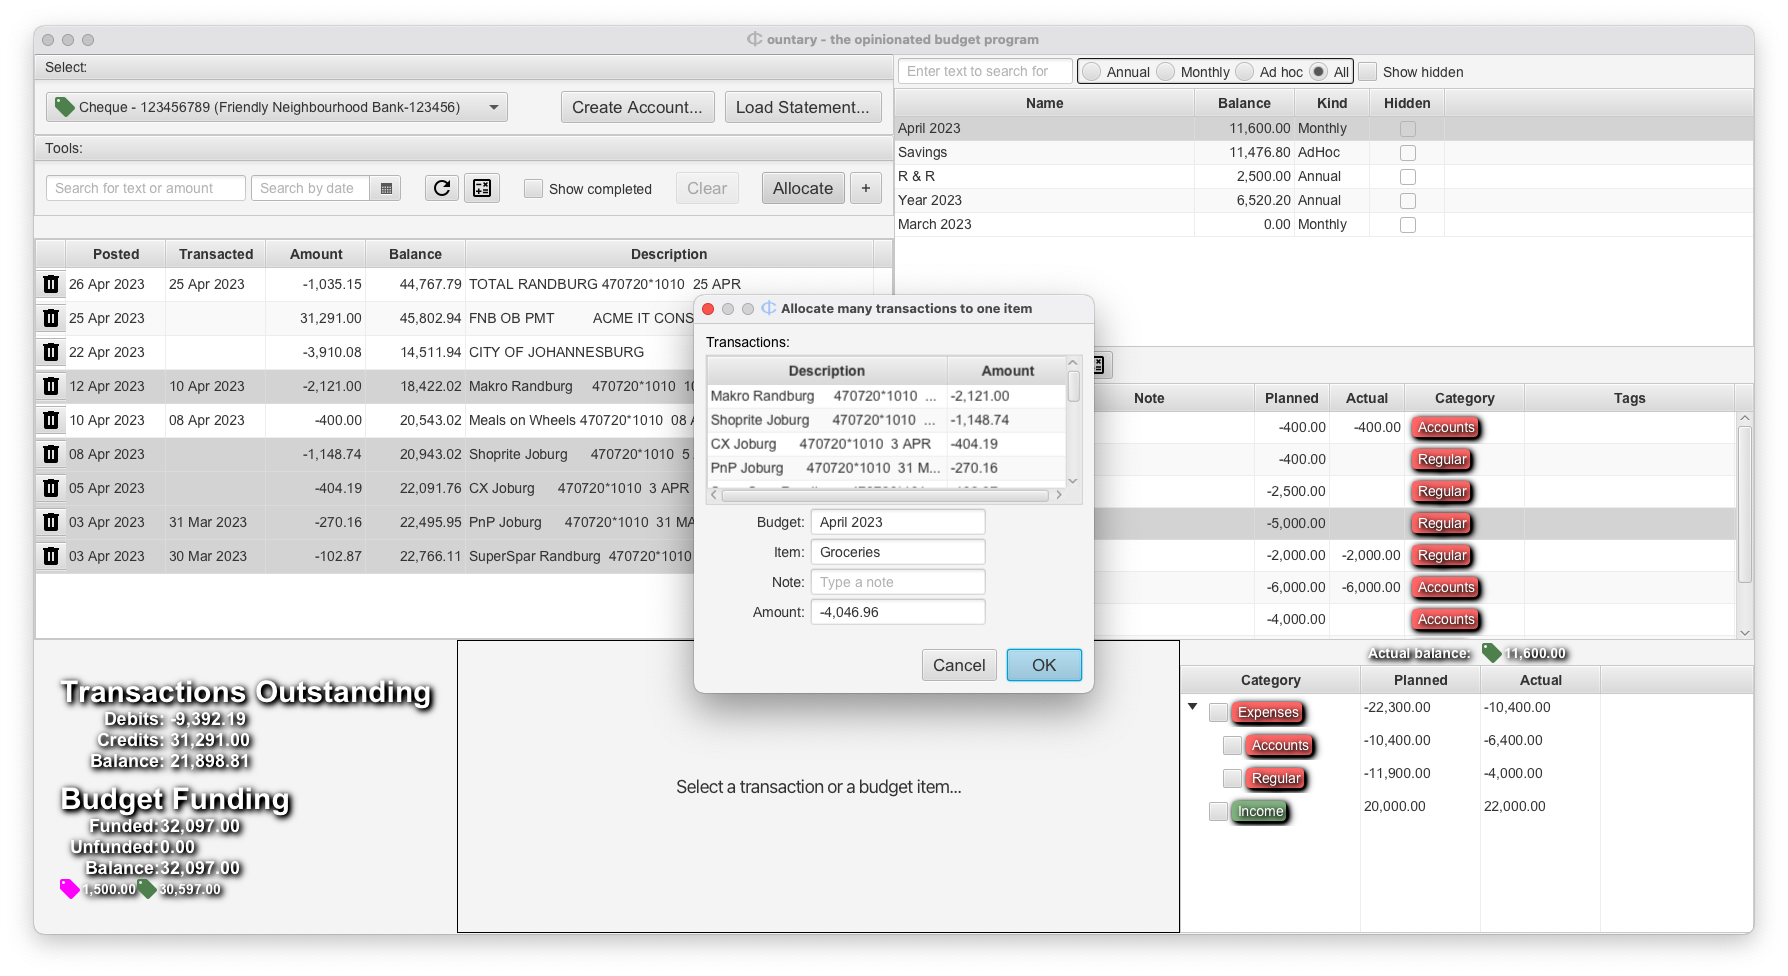 ountary - the opinionated budget program
Select:
Cheque - 123456789 (Friendly Neighbourhood Bank-123456)
Create Account...
Load Statement...
Tools:
Search for text or amount
Search by date
Show completed
Clear
Allocate
+
Posted Transacted Amount Balance Description
26 Apr 2023 25 Apr 2023 -1,035.15 44,767.79 TOTAL RANDBURG 470720*1010 25 APR
25 Apr 2023 31,291.00 45,802.94 FNB OB PMT ACME IT CONS
22 Apr 2023 -3,910.08 14,511.94 CITY OF JOHANNESBURG
12 Apr 2023 10 Apr 2023 -2,121.00 18,422.02 Makro Randburg 470720*1010 10
10 Apr 2023 08 Apr 2023 -400.00 20,543.02 Meals on Wheels 470720*1010 08
08 Apr 2023 -1,148.74 20,943.02 Shoprite Joburg 470720*1010 5
05 Apr 2023 -404.19 22,091.76 CX Joburg 470720*1010 3 APR
03 Apr 2023 31 Mar 2023 -270.16 22,495.95 PnP Joburg 470720*1010 31 MA
03 Apr 2023 30 Mar 2023 -102.87 22,766.11 SuperSpar Randburg 470720*1010
Enter text to search for
Annual Monthly Ad hoc All Show hidden
Name Balance Kind Hidden
April 2023 11,600.00 Monthly
Savings 11,476.80 AdHoc
R & R 2,500.00 Annual
Year 2023 6,520.20 Annual
March 2023 0.00 Monthly
Note Planned Actual Category Tags
-400.00 -400.00 Accounts
-400.00 Regular
-2,500.00 Regular
-5,000.00 Regular
-2,000.00 -2,000.00 Regular
-6,000.00 -6,000.00 Accounts
-4,000.00 Accounts
Allocate many transactions to one item
Transactions:
Description Amount
Makro Randburg 470720*1010 ... -2,121.00
Shoprite Joburg 470720*1010 ... -1,148.74
CX Joburg 470720*1010 3 APR -404.19
PnP Joburg 470720*1010 31 M... -270.16
Budget: April 2023
Item: Groceries
Note: Type a note
Amount: -4,046.96
Cancel
OK
Transactions Outstanding
Debits: -9,392.19
Credits: 31,291.00
Balance: 21,898.81
Budget Funding
Funded:32,097.00
Unfunded:0.00
Balance:32,097.00
1,500.00 30,597.00
Select a transaction or a budget item...
Actual balance: 11,600.00
Category Planned Actual
Expenses -22,300.00 -10,400.00
Accounts -10,400.00 -6,400.00
Regular -11,900.00 -4,000.00
Income 20,000.00 22,000.00